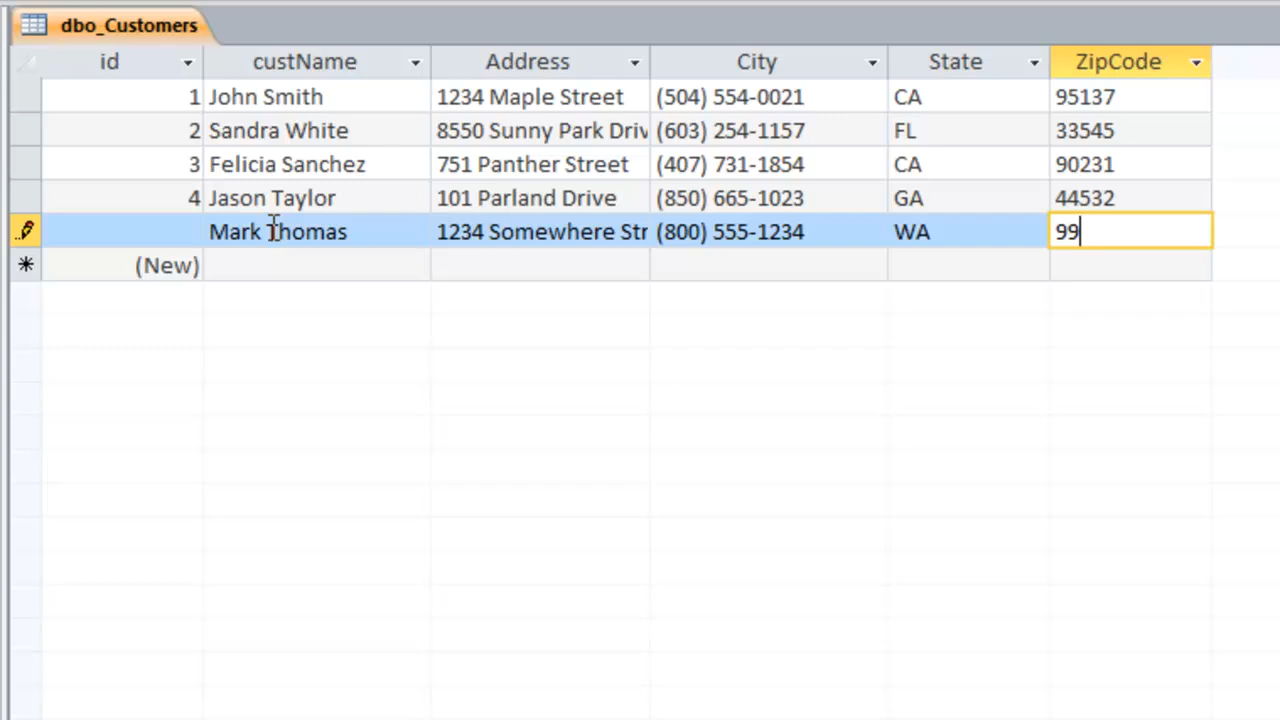 dbo_Customers
id custName Address City State ZipCode
1 John Smith 1234 Maple Street (504) 554-0021 CA 95137
2 Sandra White 8550 Sunny Park Driv (603) 254-1157 FL 33545
3 Felicia Sanchez 751 Panther Street (407) 731-1854 CA 90231
4 Jason Taylor 101 Parland Drive (850) 665-1023 GA 44532
Mark Thomas 1234 Somewhere Str (800) 555-1234 WA 99
(New)